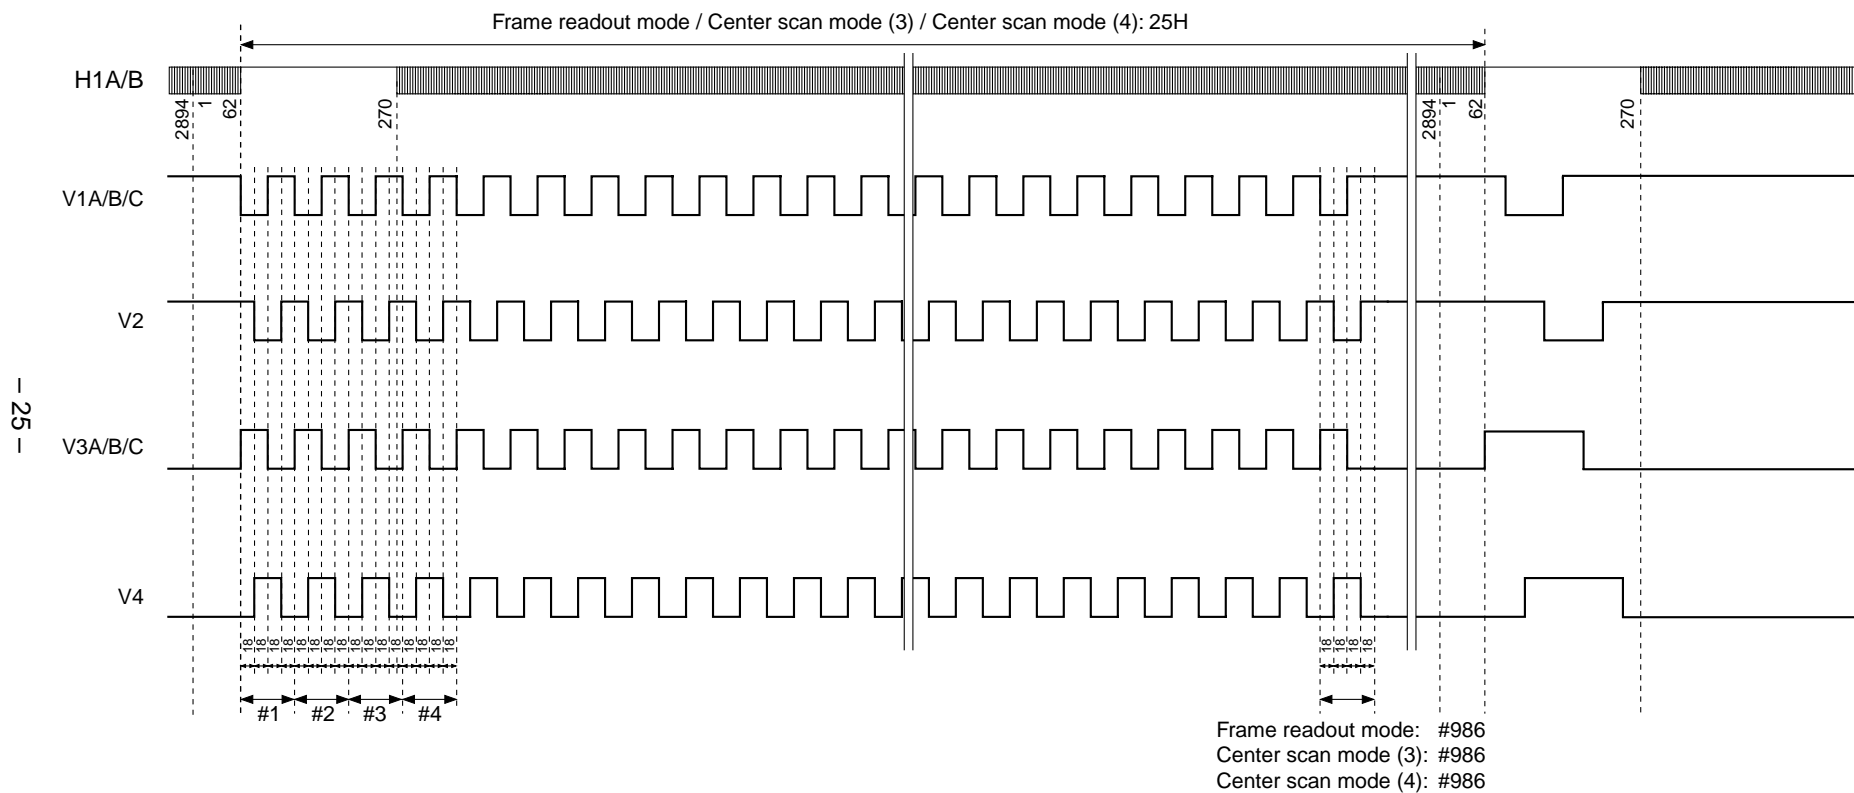 Frame readout mode / Center scan mode (3) / Center scan mode (4): 25H
H1A/B
2894
1
62
270
2894
1
62
270
V1A/B/C
V2
– 25 –
V3A/B/C
V4
18 18 18 18 18 18 18 18 18 18 18 18 18 18 18 18
18 18 18 18
#1 #2 #3 #4
Frame readout mode: #986
Center scan mode (3): #986
Center scan mode (4): #986